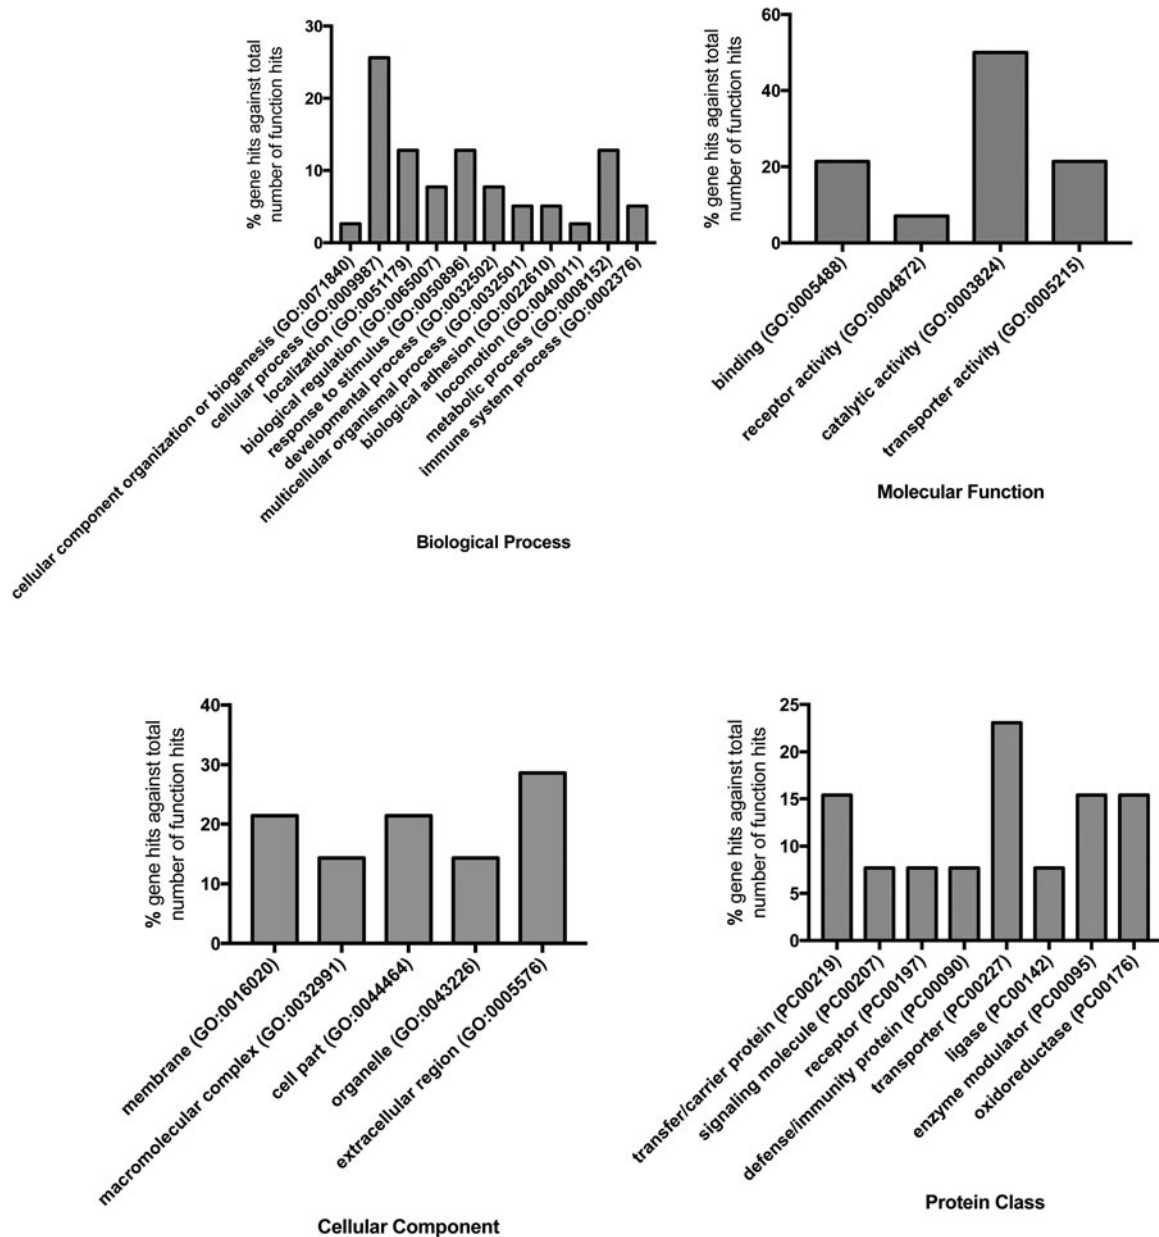 % gene hits against total
number of function hits
30
20
10
0
cellular component organization or biogenesis (GO:0071840)
cellular process (GO:0009987)
localization (GO:0051179)
biological regulation (GO:0065007)
response to stimulus (GO:0050896)
developmental process (GO:0032502)
multicellular organismal process (GO:0032501)
biological adhesion (GO:0022610)
locomotion (GO:0040011)
metabolic process (GO:0008152)
immune system process (GO:0002376)
Biological Process
% gene hits against total
number of function hits
60
40
20
0
binding (GO:0005488)
receptor activity (GO:0004872)
catalytic activity (GO:0003824)
transporter activity (GO:0005215)
Molecular Function
% gene hits against total
number of function hits
40
30
20
10
0
membrane (GO:0016020)
macromolecular complex (GO:0032991)
cell part (GO:0044464)
organelle (GO:0043226)
extracellular region (GO:0005576)
Cellular Component
% gene hits against total
number of function hits
25
20
15
10
5
0
transfer/carrier protein (PC00219)
signaling molecule (PC00207)
receptor (PC00197)
defense/immunity protein (PC00090)
transporter (PC00227)
ligase (PC00142)
enzyme modulator (PC00095)
oxidoreductase (PC00176)
Protein Class